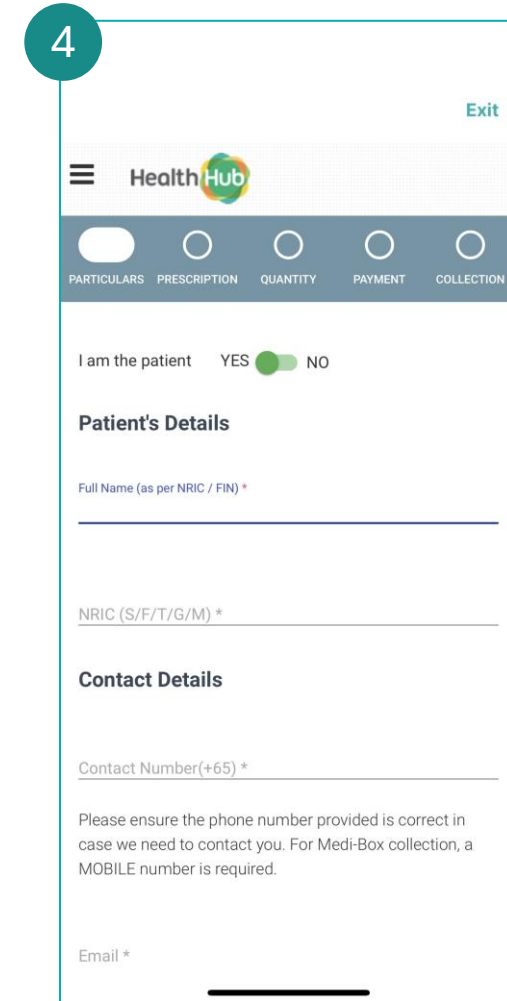 4
Exit
HealthHub
PARTICULARS PRESCRIPTION QUANTITY PAYMENT COLLECTION
I am the patient YES NO
Patient's Details
Full Name (as per NRIC / FIN) *
NRIC (S/F/T/G/M) *
Contact Details
Contact Number(+65) *
Please ensure the phone number provided is correct in
case we need to contact you. For Medi-Box collection, a
MOBILE number is required.
Email *